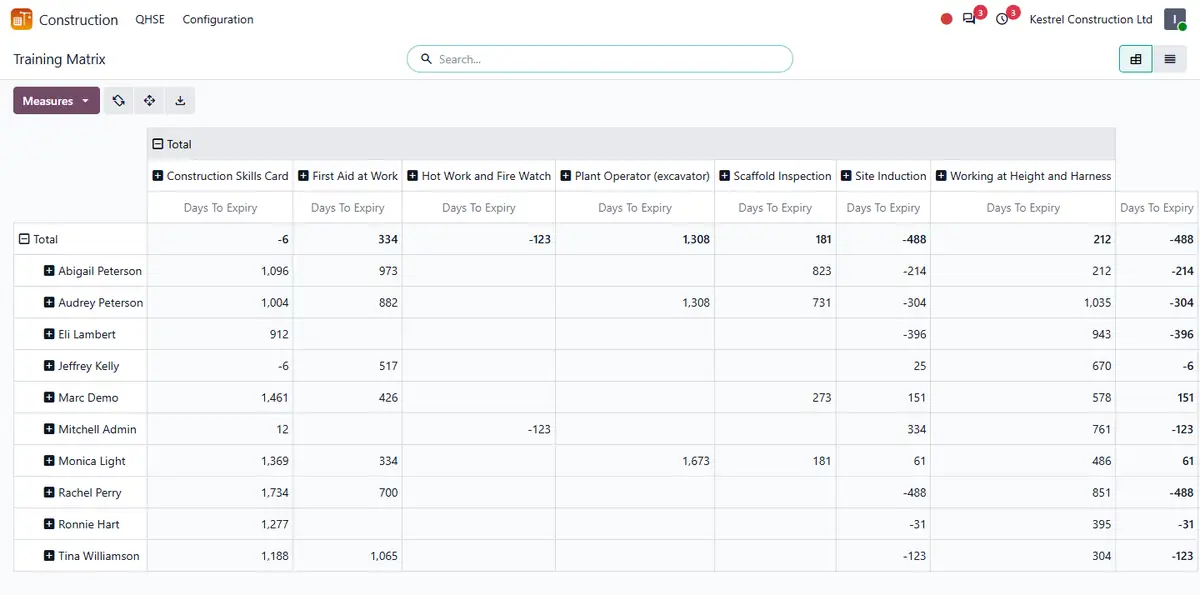 Construction QHSE Configuration 3 3 Kestrel Construction Ltd I
Training Matrix Search...
Measures
Total
Construction Skills Card First Aid at Work Hot Work and Fire Watch Plant Operator (excavator) Scaffold Inspection Site Induction Working at Height and Harness
Days To Expiry Days To Expiry Days To Expiry Days To Expiry Days To Expiry Days To Expiry Days To Expiry Days To Expiry
Total -6 334 -123 1,308 181 -488 212 -488
Abigail Peterson 1,096 973 823 -214 212 -214
Audrey Peterson 1,004 882 1,308 731 -304 1,035 -304
Eli Lambert 912 -396 943 -396
Jeffrey Kelly -6 517 25 670 -6
Marc Demo 1,461 426 273 151 578 151
Mitchell Admin 12 -123 334 761 -123
Monica Light 1,369 334 1,673 181 61 486 61
Rachel Perry 1,734 700 -488 851 -488
Ronnie Hart 1,277 -31 395 -31
Tina Williamson 1,188 1,065 -123 304 -123